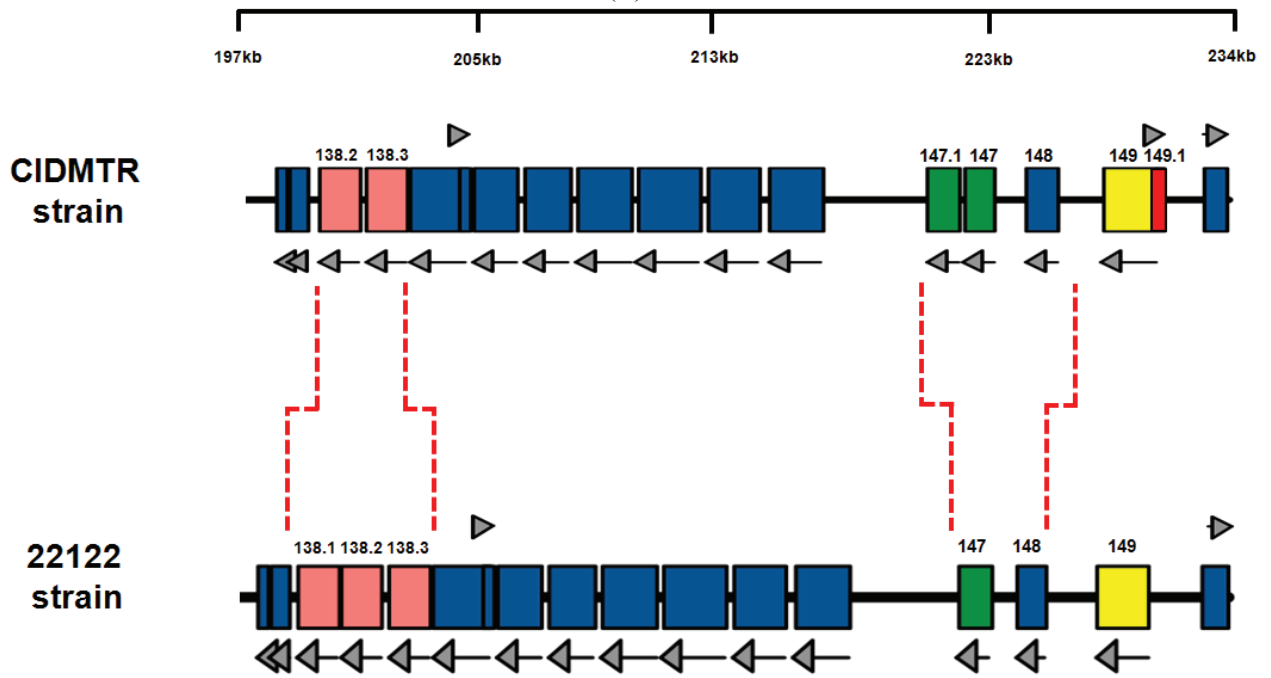 197kb 205kb 213kb 223kb 234kb
CIDMTR
strain
138.2 138.3 147.1 147 148 149 149.1
22122
strain
138.1 138.2 138.3 147 148 149